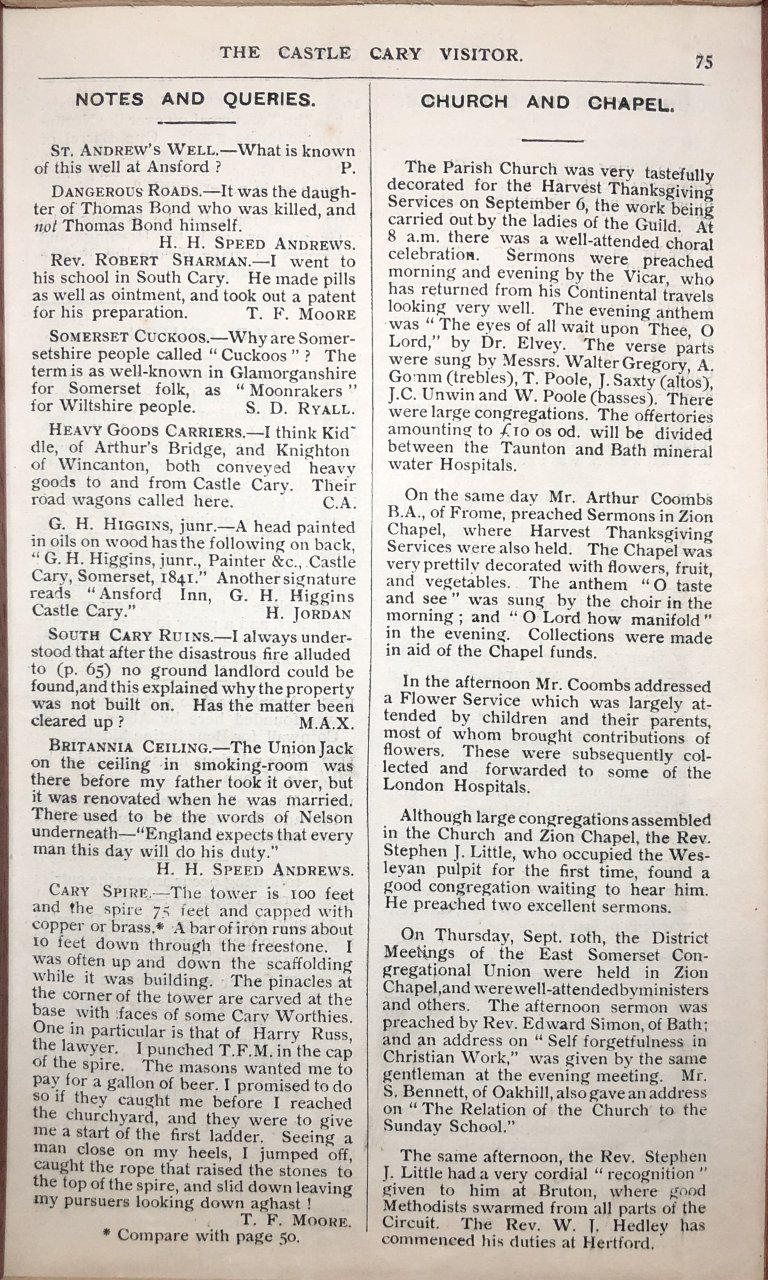 THE CASTLE CARY VISITOR.
75
NOTES AND QUERIES.
ST. ANDREW'S WELL.—What is known
of this well at Ansford ? P.
DANGEROUS ROADS.—It was the daugh-
ter of Thomas Bond who was killed, and
not Thomas Bond himself.
H. H. SPEED ANDREWS.
REV. ROBERT SHARMAN.—I went to
his school in South Cary. He made pills
as well as ointment, and took out a patent
for his preparation. T. F. MOORE
SOMERSET CUCKOOS.—Why are Somer-
setshire people called "Cuckoos" ? The
term is as well-known in Glamorganshire
for Somerset folk, as "Moonrakers"
for Wiltshire people. S. D. RYALL.
HEAVY GOODS CARRIERS.—I think Kid-
dle, of Arthur's Bridge, and Knighton
of Wincanton, both conveyed heavy
goods to and from Castle Cary. Their
road wagons called here. C.A.
G. H. HIGGINS, junr.—A head painted
in oils on wood has the following on back,
"G. H. Higgins, junr., Painter &c., Castle
Cary, Somerset, 1841." Another signature
reads "Ansford Inn, G. H. Higgins
Castle Cary." H. JORDAN
SOUTH CARY RUINS.—I always under-
stood that after the disastrous fire alluded
to (p. 65) no ground landlord could be
found,and this explained why the property
was not built on. Has the matter been
cleared up ? M.A.X.
BRITANNIA CEILING.—The Union Jack
on the ceiling in smoking-room was
there before my father took it over, but
it was renovated when he was married.
There used to be the words of Nelson
underneath—"England expects that every
man this day will do his duty."
H. H. SPEED ANDREWS.
CARY SPIRE.—The tower is 100 feet
and the spire 75 feet and capped with
copper or brass.* A bar of iron runs about
10 feet down through the freestone. I
was often up and down the scaffolding
while it was building. The pinacles at
the corner of the tower are carved at the
base with faces of some Cary Worthies.
One in particular is that of Harry Russ,
the lawyer. I punched T.F.M. in the cap
of the spire. The masons wanted me to
pay for a gallon of beer. I promised to do
so if they caught me before I reached
the churchyard, and they were to give
me a start of the first ladder. Seeing a
man close on my heels, I jumped off,
caught the rope that raised the stones to
the top of the spire, and slid down leaving
my pursuers looking down aghast !
T. F. MOORE.
* Compare with page 50.
CHURCH AND CHAPEL.
The Parish Church was very tastefully
decorated for the Harvest Thanksgiving
Services on September 6, the work being
carried out by the ladies of the Guild. At
8 a.m. there was a well-attended choral
celebration. Sermons were preached
morning and evening by the Vicar, who
has returned from his Continental travels
looking very well. The evening anthem
was "The eyes of all wait upon Thee, O
Lord," by Dr. Elvey. The verse parts
were sung by Messrs. Walter Gregory, A.
Gomm (trebles), T. Poole, J. Saxty (altos),
J.C. Unwin and W. Poole (basses). There
were large congregations. The offertories
amounting to £10 0s 0d. will be divided
between the Taunton and Bath mineral
water Hospitals.
On the same day Mr. Arthur Coombs
B.A., of Frome, preached Sermons in Zion
Chapel, where Harvest Thanksgiving
Services were also held. The Chapel was
very prettily decorated with flowers, fruit,
and vegetables. The anthem "O taste
and see" was sung by the choir in the
morning ; and "O Lord how manifold"
in the evening. Collections were made
in aid of the Chapel funds.
In the afternoon Mr. Coombs addressed
a Flower Service which was largely at-
tended by children and their parents,
most of whom brought contributions of
flowers. These were subsequently col-
lected and forwarded to some of the
London Hospitals.
Although large congregations assembled
in the Church and Zion Chapel, the Rev.
Stephen J. Little, who occupied the Wes-
leyan pulpit for the first time, found a
good congregation waiting to hear him.
He preached two excellent sermons.
On Thursday, Sept. 10th, the District
Meetings of the East Somerset Con-
gregational Union were held in Zion
Chapel,and were well-attended by ministers
and others. The afternoon sermon was
preached by Rev. Edward Simon, of Bath;
and an address on "Self forgetfulness in
Christian Work," was given by the same
gentleman at the evening meeting. Mr.
S. Bennett, of Oakhill, also gave an address
on "The Relation of the Church to the
Sunday School."
The same afternoon, the Rev. Stephen
J. Little had a very cordial "recognition"
given to him at Bruton, where good
Methodists swarmed from all parts of the
Circuit. The Rev. W. J. Hedley has
commenced his duties at Hertford.